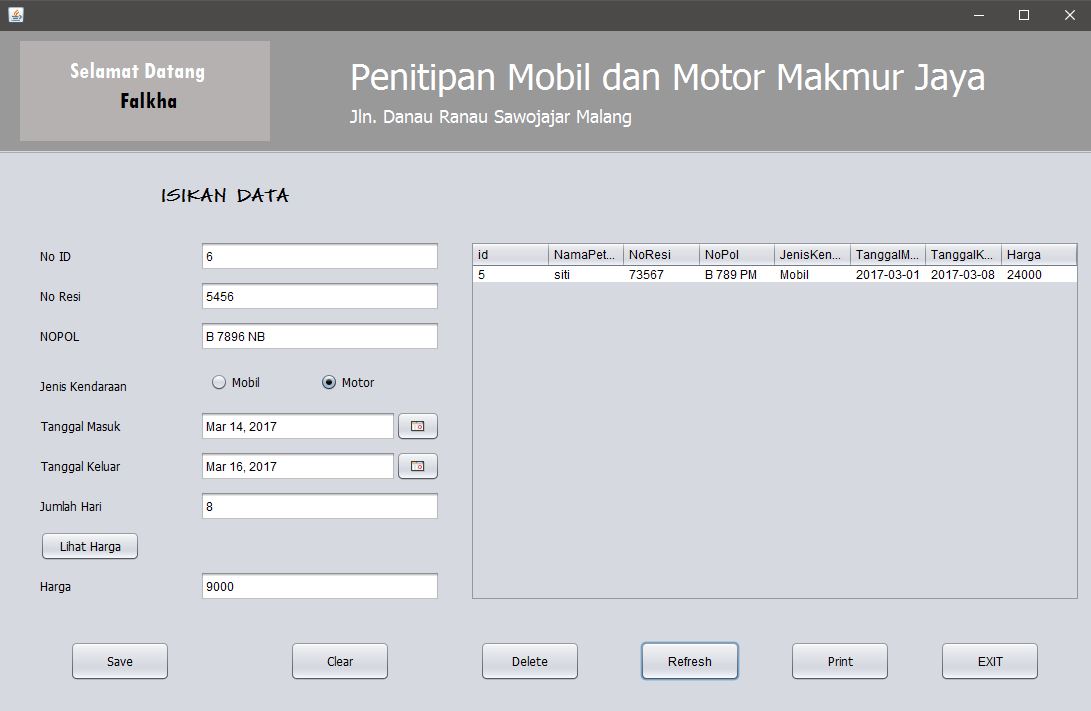 Selamat Datang
Falkha
Penitipan Mobil dan Motor Makmur Jaya
Jln. Danau Ranau Sawojajar Malang
ISIKAN DATA
No ID 6
No Resi 5456
NOPOL B 7896 NB
Jenis Kendaraan Mobil Motor
Tanggal Masuk Mar 14, 2017
Tanggal Keluar Mar 16, 2017
Jumlah Hari 8
Lihat Harga
Harga 9000
id NamaPet... NoResi NoPol JenisKen... TanggalM... TanggalK... Harga
5 siti 73567 B 789 PM Mobil 2017-03-01 2017-03-08 24000
Save Clear Delete Refresh Print EXIT